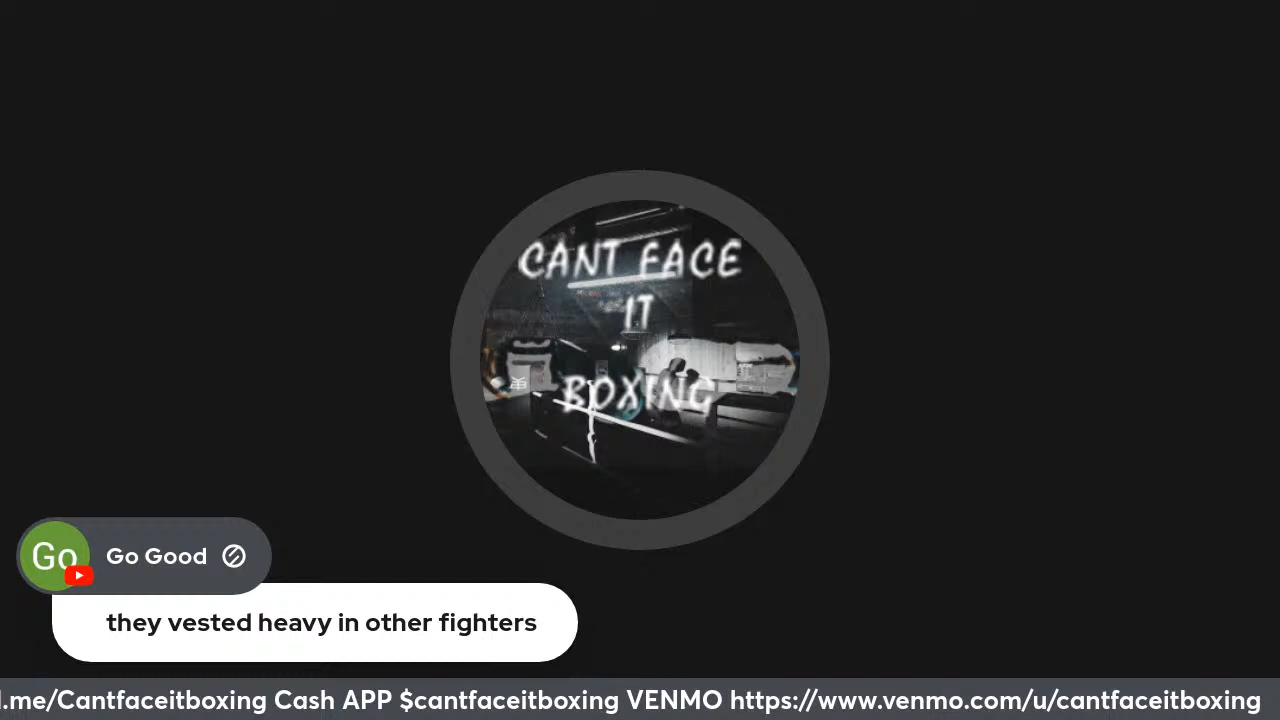 CANT FACE
IT
BOXING
Go Go Good
they vested heavy in other fighters
l.me/Cantfaceitboxing Cash APP $cantfaceitboxing VENMO https://www.venmo.com/u/cantfaceitboxing